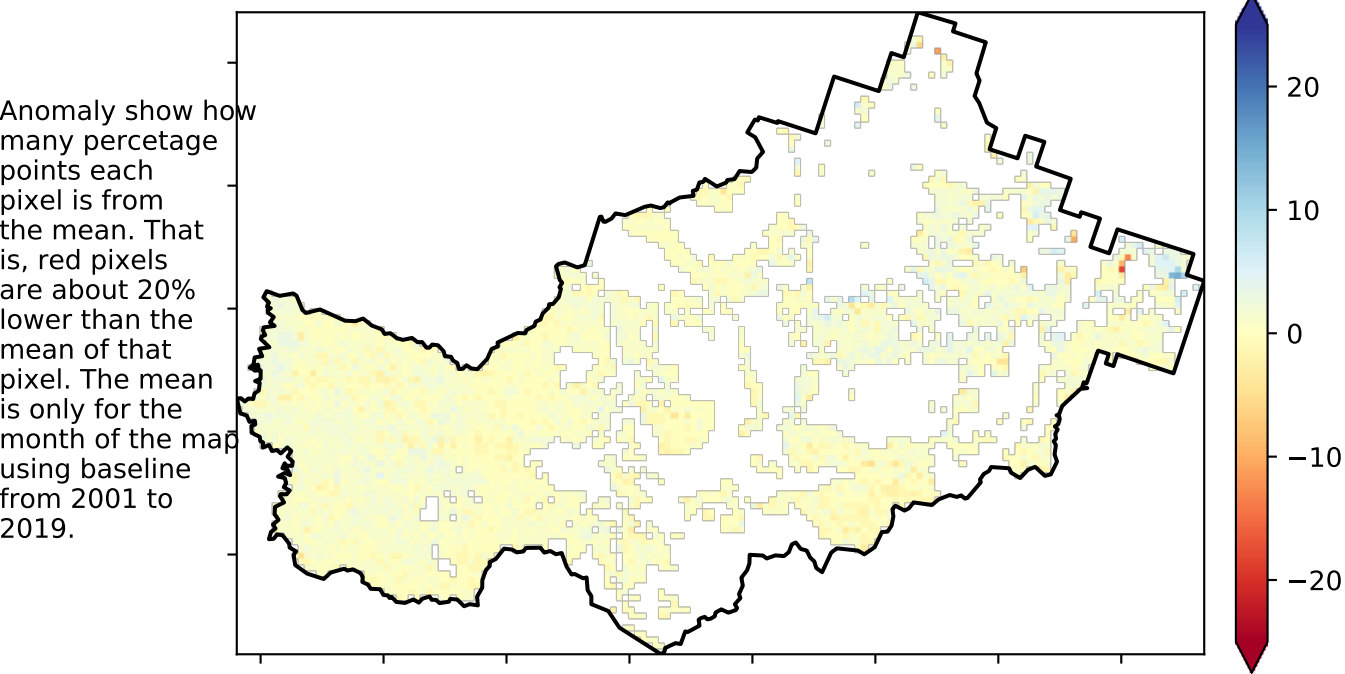 Anomaly show how
many percetage
points each
pixel is from
the mean. That
is, red pixels
are about 20%
lower than the
mean of that
pixel. The mean
is only for the
month of the map
using baseline
from 2001 to
2019.
20
10
0
−10
−20